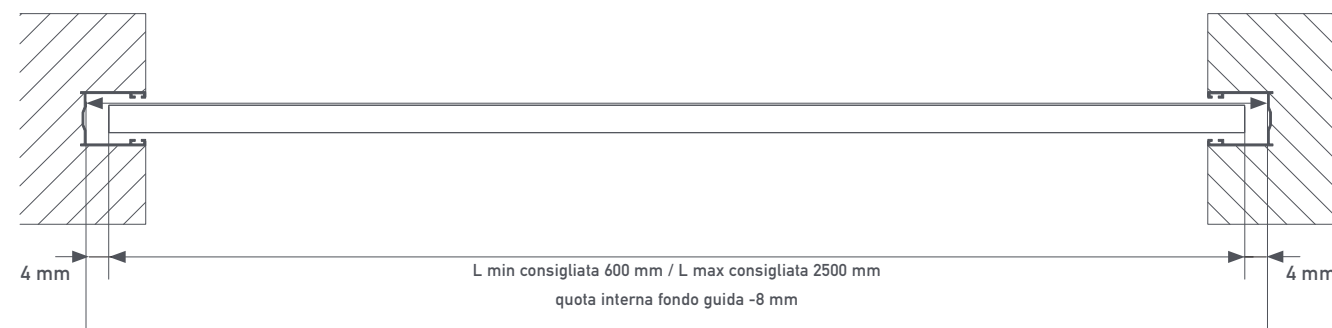 4 mm
L min consigliata 600 mm / L max consigliata 2500 mm
4 mm
quota interna fondo guida -8 mm